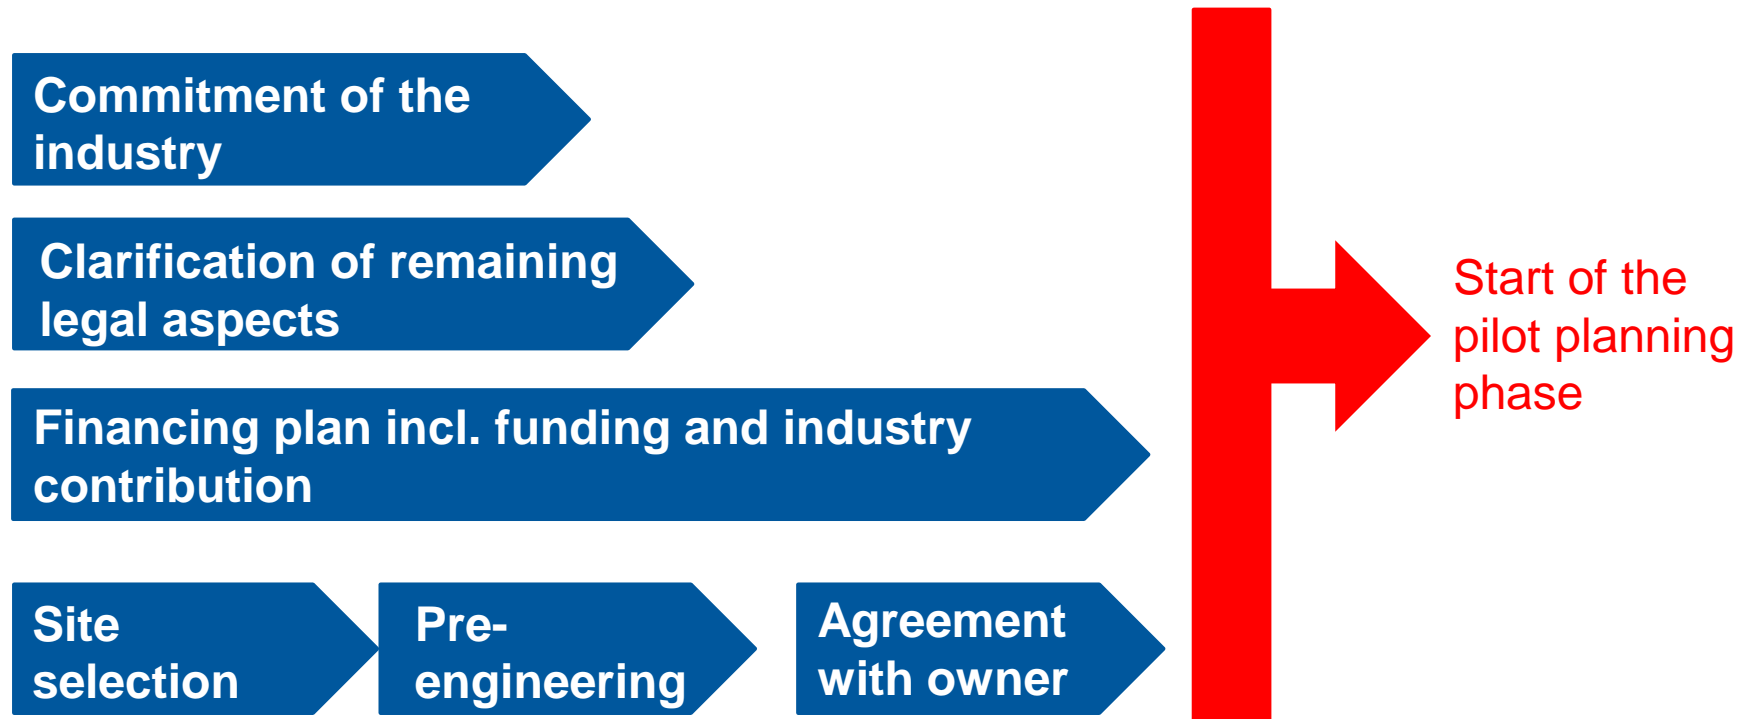 Commitment of the
industry
Clarification of remaining
legal aspects
Financing plan incl. funding and industry
contribution
Site
selection
Pre-
engineering
Agreement
with owner
Start of the
pilot planning
phase